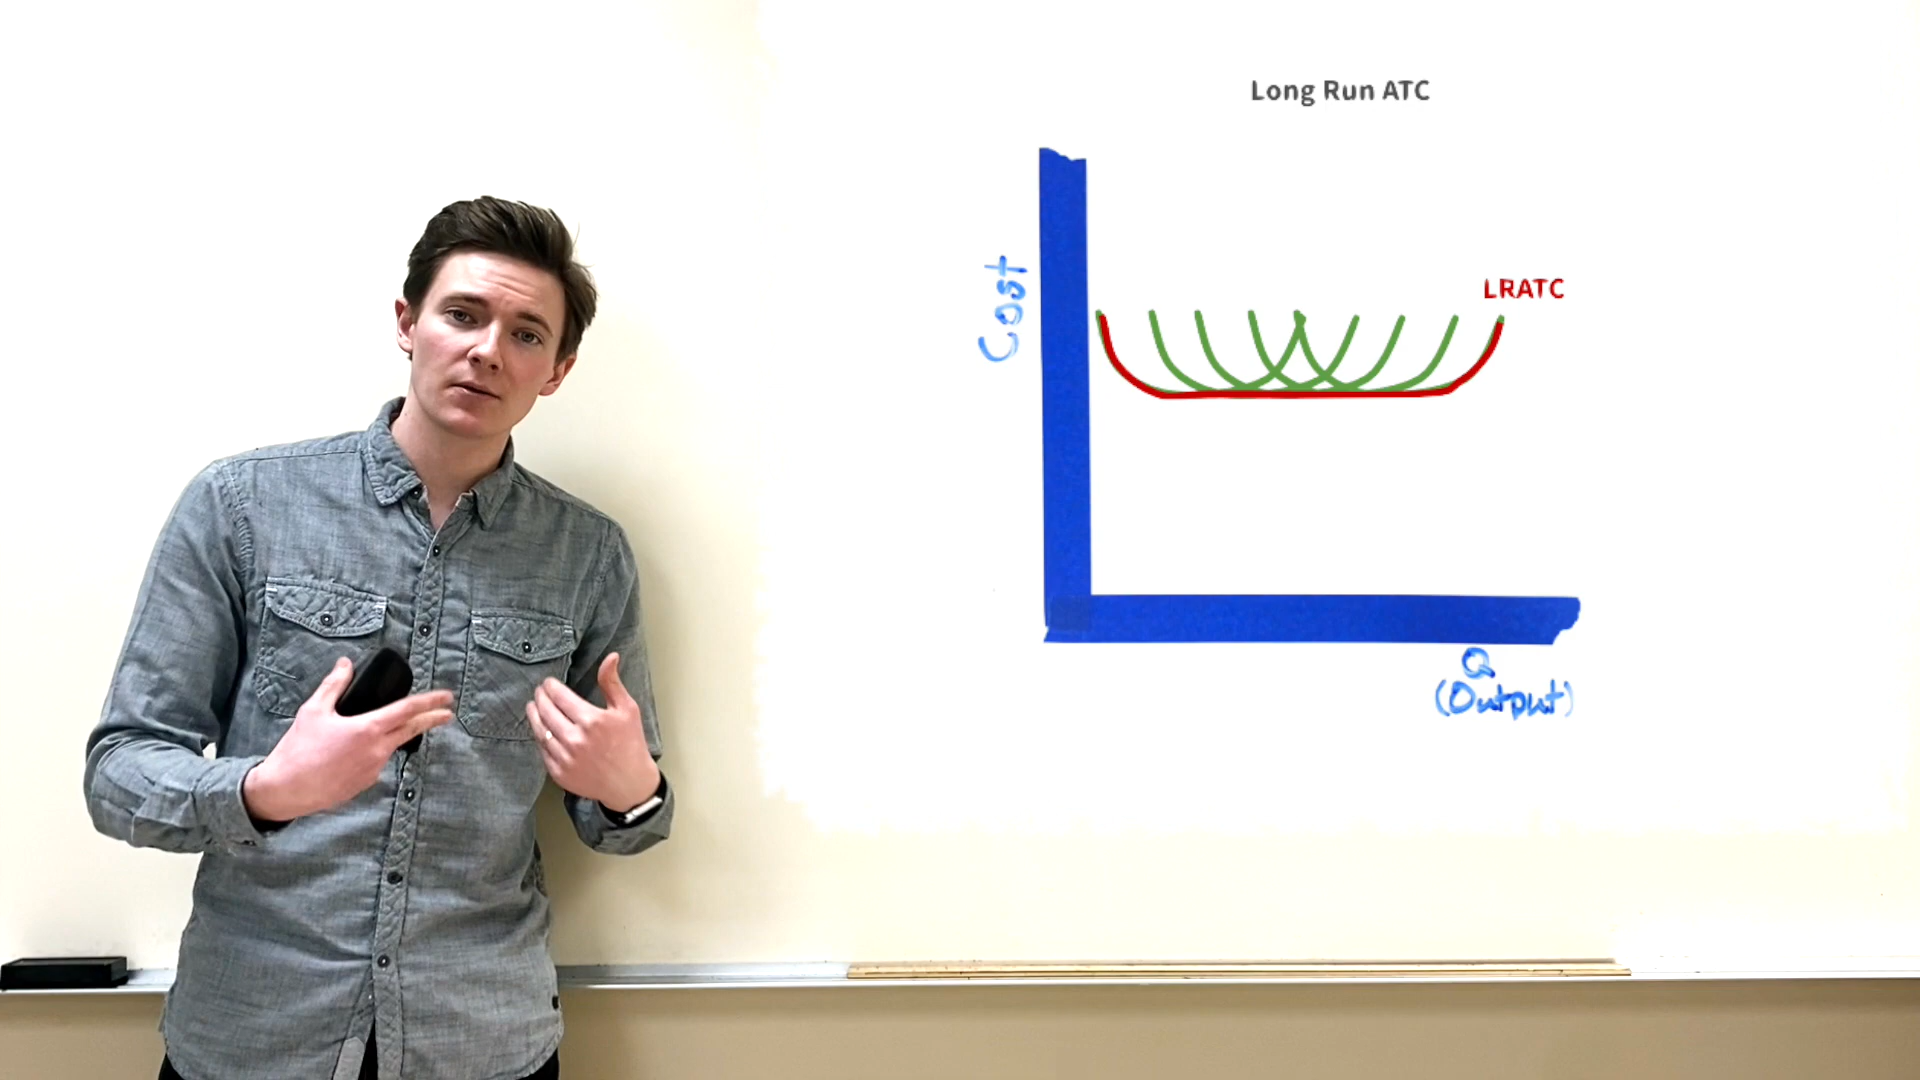 Long Run ATC
Cost
LRATC
Q
(Output)